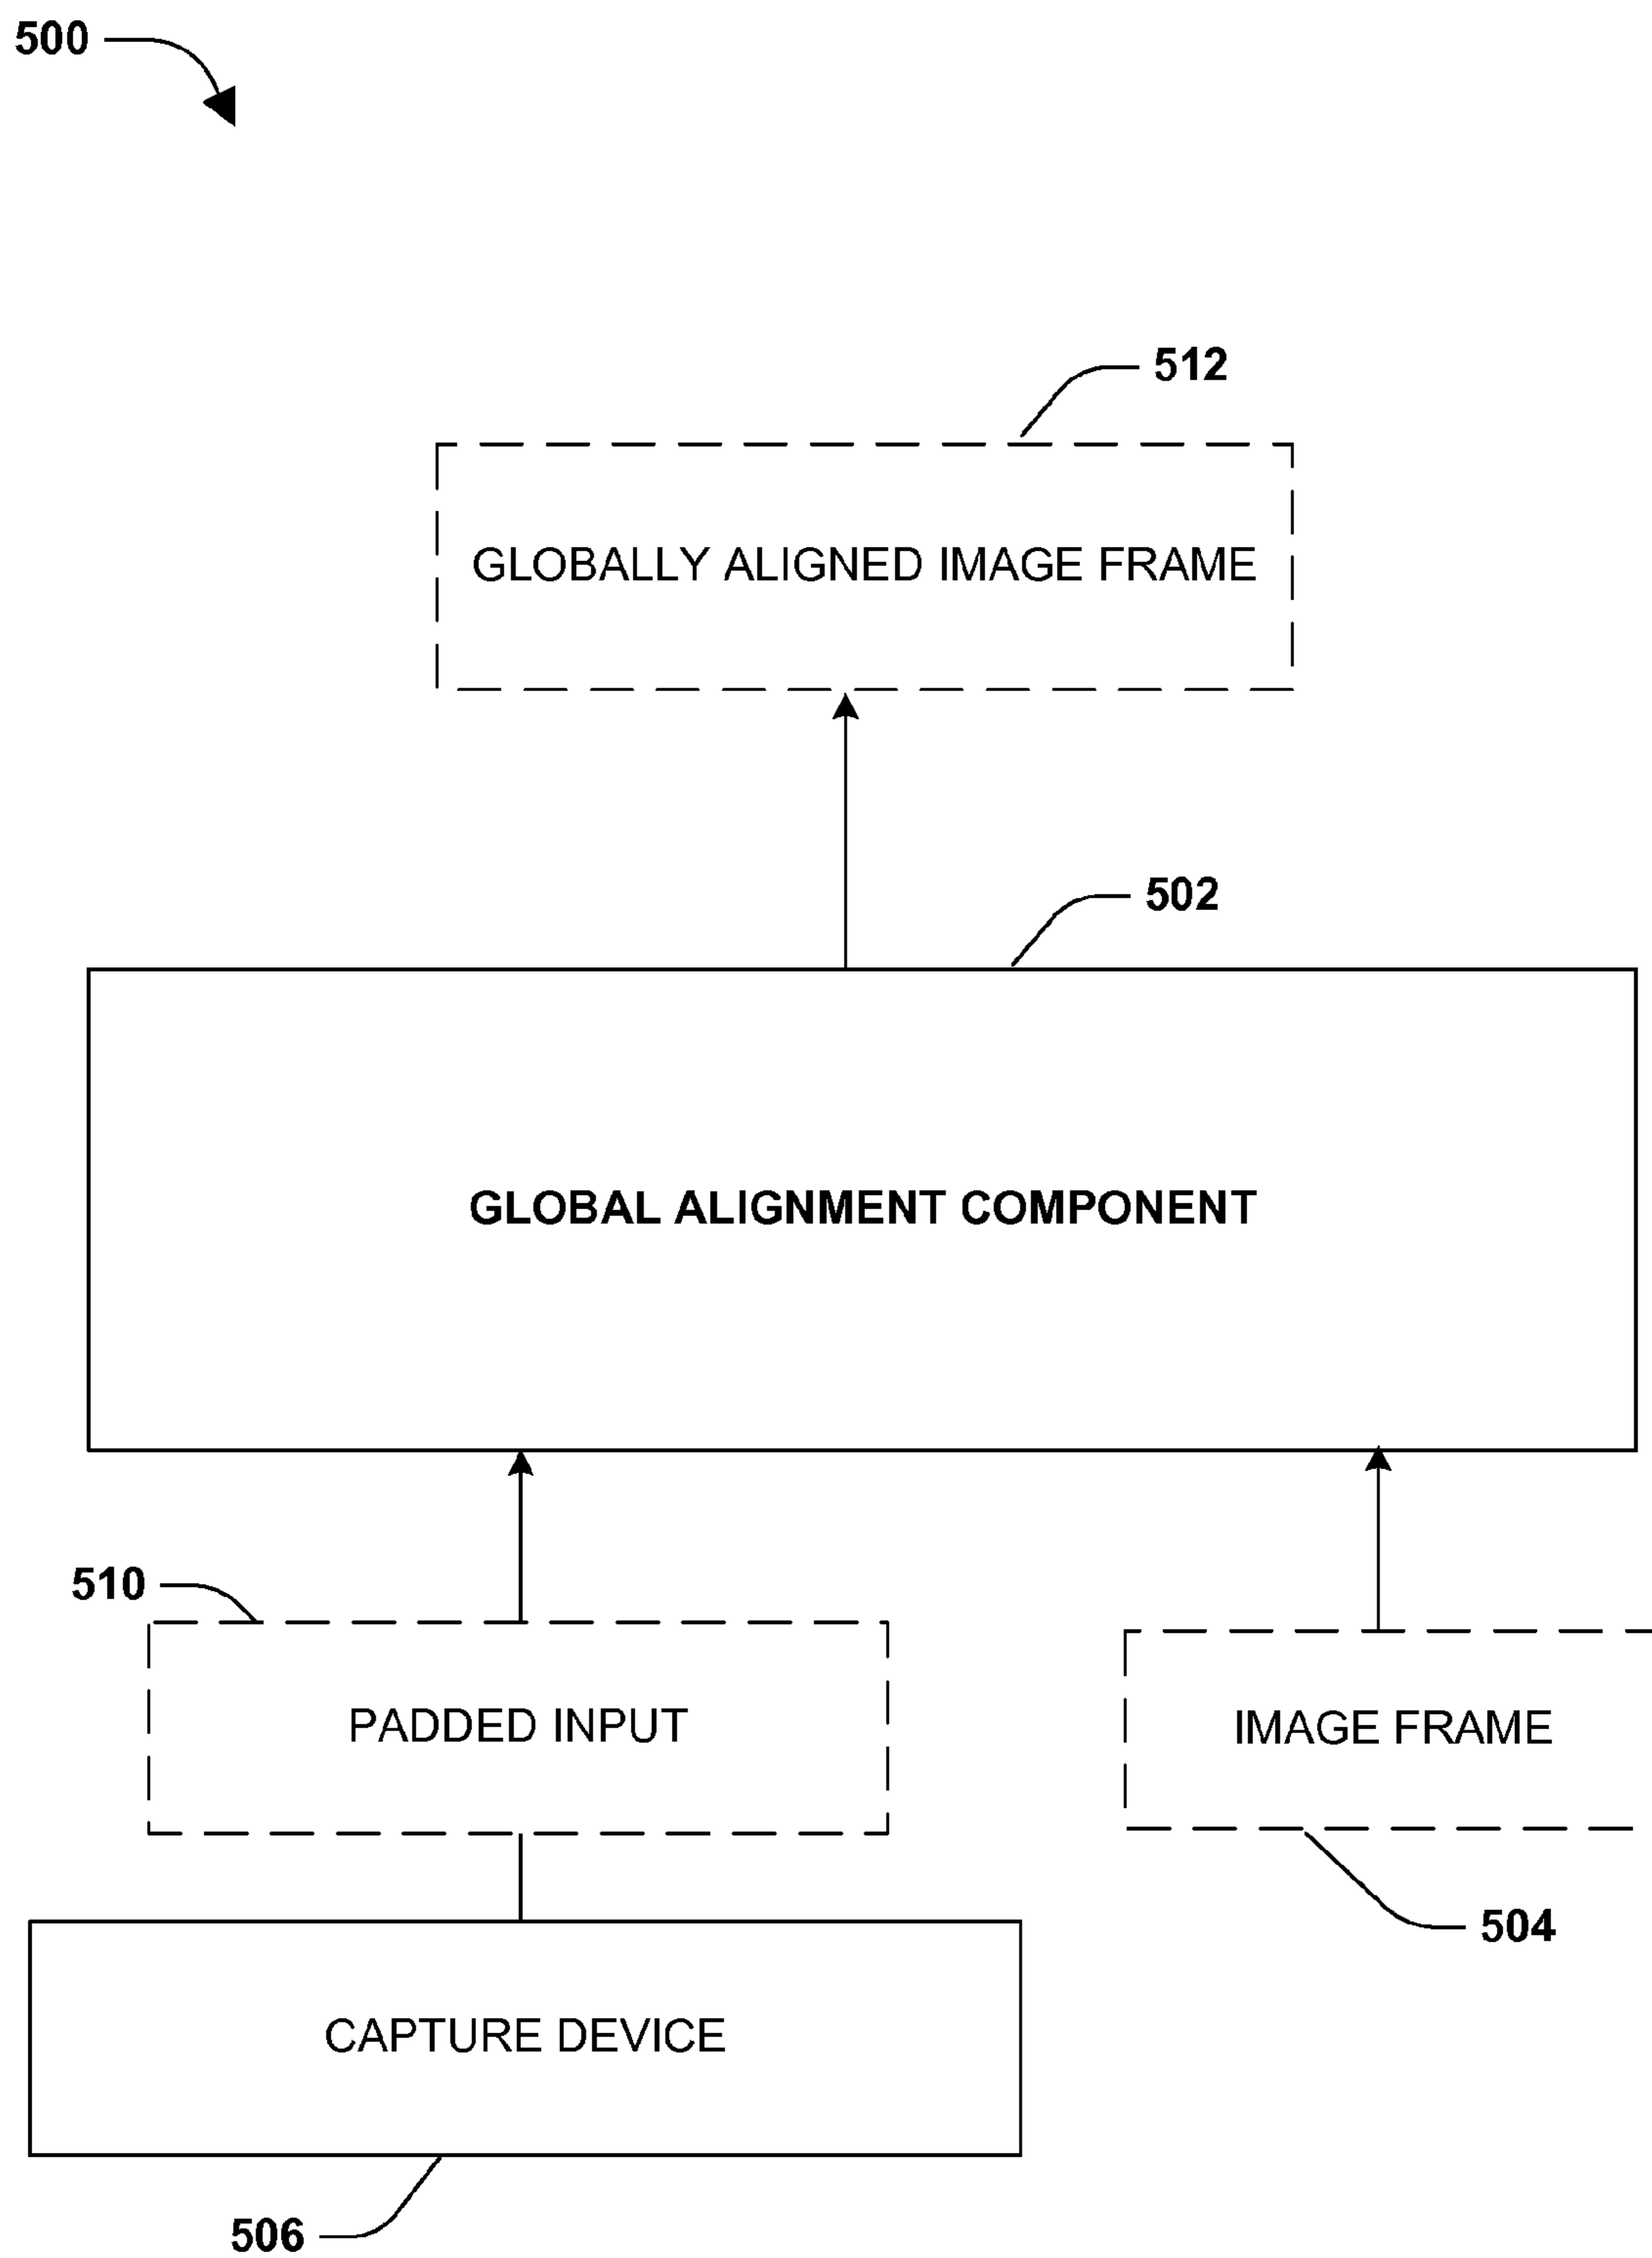 500
512
GLOBALLY ALIGNED IMAGE FRAME
502
GLOBAL ALIGNMENT COMPONENT
510
PADDED INPUT
IMAGE FRAME
504
CAPTURE DEVICE
506